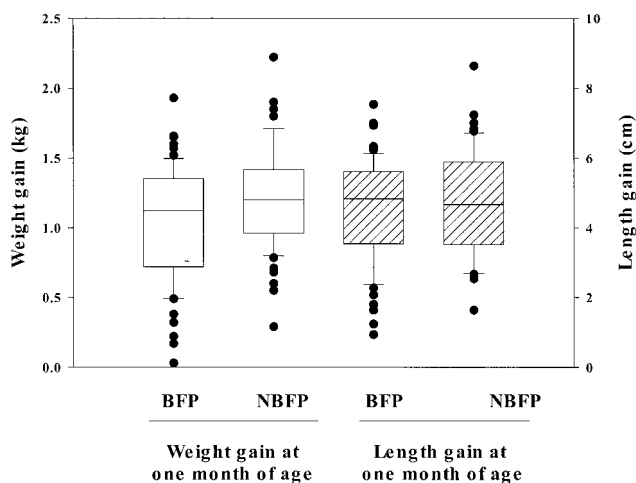 2.5
2.0
1.5
1.0
0.5
0.0
Weight gain (kg)
10
8
6
4
2
0
Length gain (cm)
BFP NBFP BFP NBFP
Weight gain at
one month of age
Length gain at
one month of age